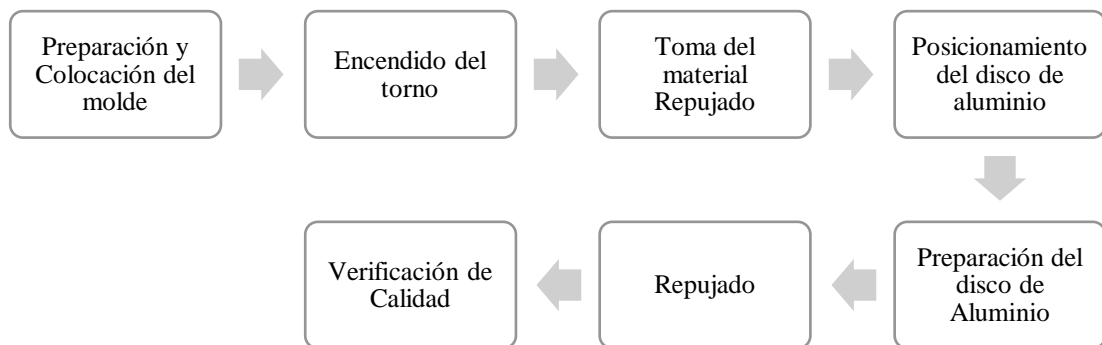 Preparación y
Colocación del
molde
Encendido del
torno
Toma del
material
Repujado
Posicionamiento
del disco de
aluminio
Preparación del
disco de
Aluminio
Repujado
Verificación de
Calidad